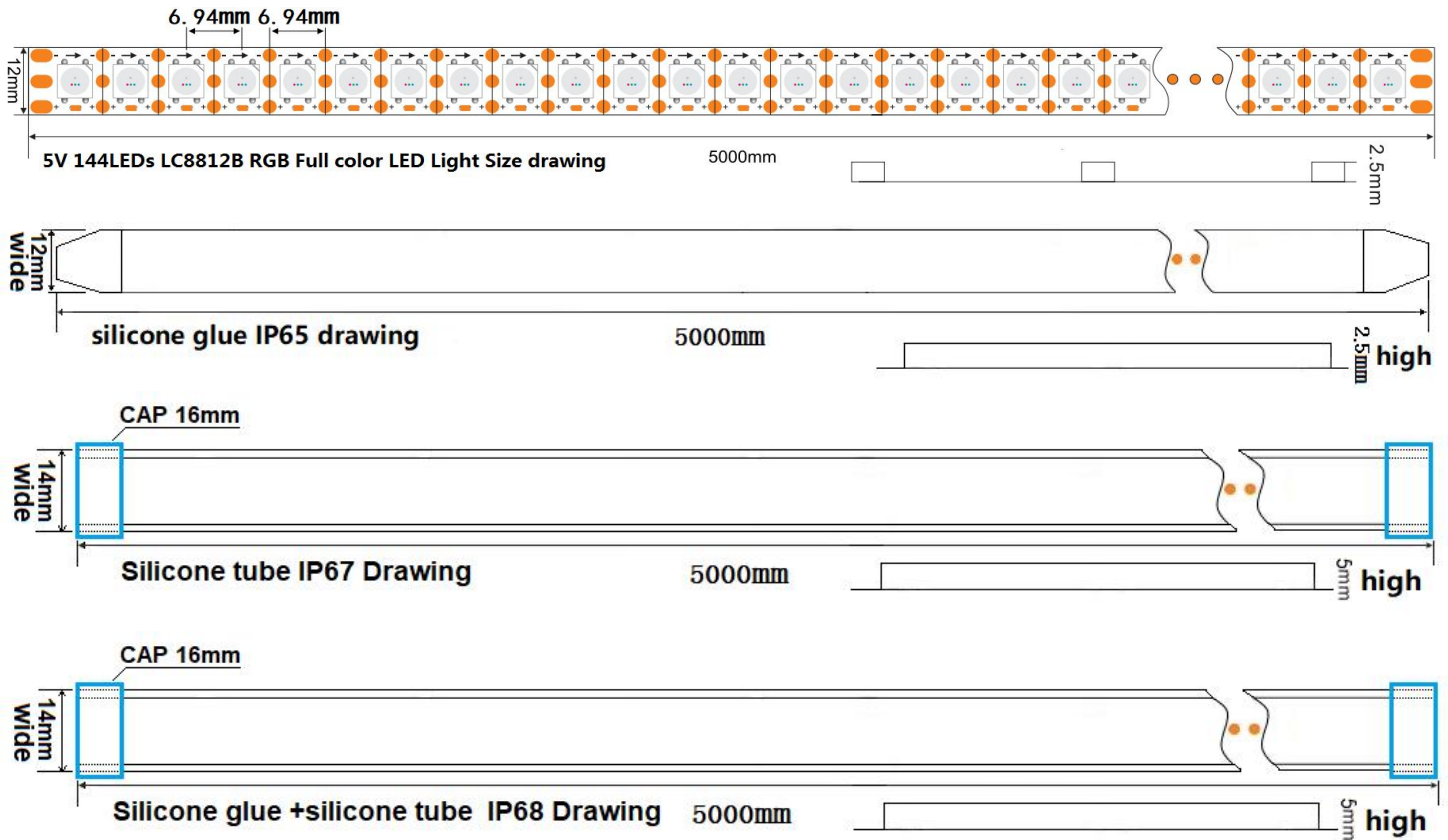 6.94mm 6.94mm
12mm
5V 144LEDs LC8812B RGB Full color LED Light Size drawing
5000mm
2.5mm
12mm
wide
silicone glue IP65 drawing
5000mm
2.5mm
high
CAP 16mm
14mm
wide
Silicone tube IP67 Drawing
5000mm
5mm
high
CAP 16mm
14mm
wide
Silicone glue +silicone tube IP68 Drawing
5000mm
5mm
high